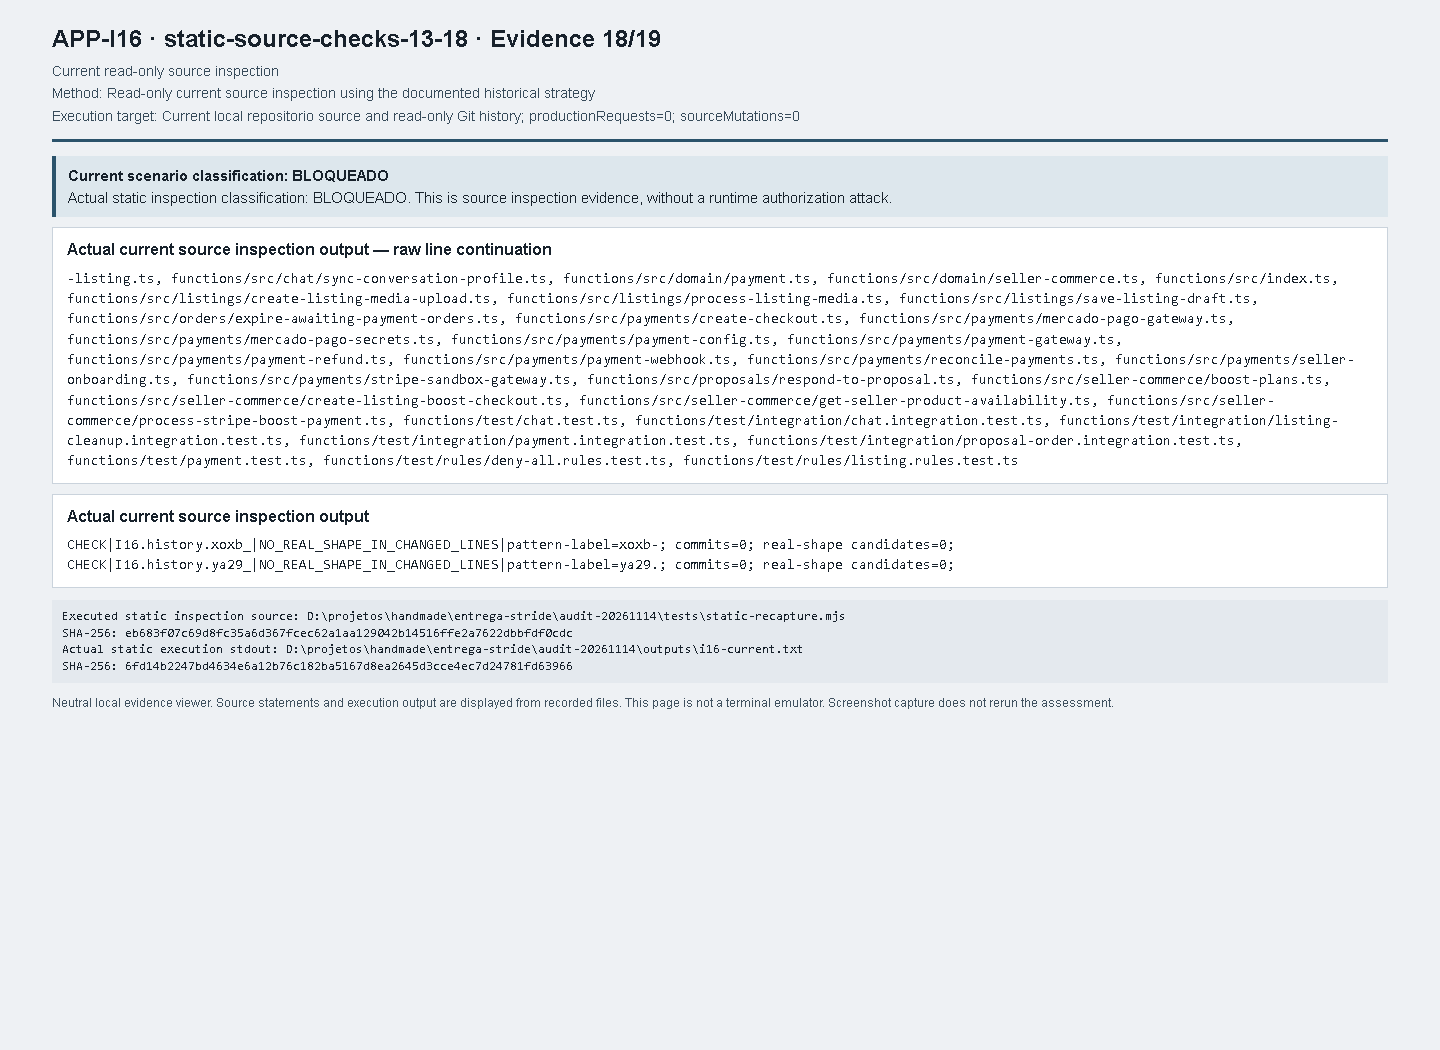 APP-I16 · static-source-checks-13-18 · Evidence 18/19
Current read-only source inspection
Method: Read-only current source inspection using the documented historical strategy
Execution target: Current local repositorio source and read-only Git history; productionRequests=0; sourceMutations=0
Current scenario classification: BLOQUEADO
Actual static inspection classification: BLOQUEADO. This is source inspection evidence, without a runtime authorization attack.
Actual current source inspection output — raw line continuation
-listing.ts, functions/src/chat/sync-conversation-profile.ts, functions/src/domain/payment.ts, functions/src/domain/seller-commerce.ts, functions/src/index.ts,
functions/src/listings/create-listing-media-upload.ts, functions/src/listings/process-listing-media.ts, functions/src/listings/save-listing-draft.ts,
functions/src/orders/expire-awaiting-payment-orders.ts, functions/src/payments/create-checkout.ts, functions/src/payments/mercado-pago-gateway.ts,
functions/src/payments/mercado-pago-secrets.ts, functions/src/payments/payment-config.ts, functions/src/payments/payment-gateway.ts,
functions/src/payments/payment-refund.ts, functions/src/payments/payment-webhook.ts, functions/src/payments/reconcile-payments.ts, functions/src/payments/seller-
onboarding.ts, functions/src/payments/stripe-sandbox-gateway.ts, functions/src/proposals/respond-to-proposal.ts, functions/src/seller-commerce/boost-plans.ts,
functions/src/seller-commerce/create-listing-boost-checkout.ts, functions/src/seller-commerce/get-seller-product-availability.ts, functions/src/seller-
commerce/process-stripe-boost-payment.ts, functions/test/chat.test.ts, functions/test/integration/chat.integration.test.ts, functions/test/integration/listing-
cleanup.integration.test.ts, functions/test/integration/payment.integration.test.ts, functions/test/integration/proposal-order.integration.test.ts,
functions/test/payment.test.ts, functions/test/rules/deny-all.rules.test.ts, functions/test/rules/listing.rules.test.ts
Actual current source inspection output
CHECK|I16.history.xoxb_|NO_REAL_SHAPE_IN_CHANGED_LINES|pattern-label=xoxb-; commits=0; real-shape candidates=0;
CHECK|I16.history.ya29_|NO_REAL_SHAPE_IN_CHANGED_LINES|pattern-label=ya29.; commits=0; real-shape candidates=0;
Executed static inspection source: D:\projetos\handmade\entrega-stride\audit-20261114\tests\static-recapture.mjs
SHA-256: eb683f07c69d8fc35a6d367fcec62a1aa129042b14516ffe2a7622dbbfdf0cdc
Actual static execution stdout: D:\projetos\handmade\entrega-stride\audit-20261114\outputs\i16-current.txt
SHA-256: 6fd14b2247bd4634e6a12b76c182ba5167d8ea2645d3cce4ec7d24781fd63966
Neutral local evidence viewer. Source statements and execution output are displayed from recorded files. This page is not a terminal emulator. Screenshot capture does not rerun the assessment.